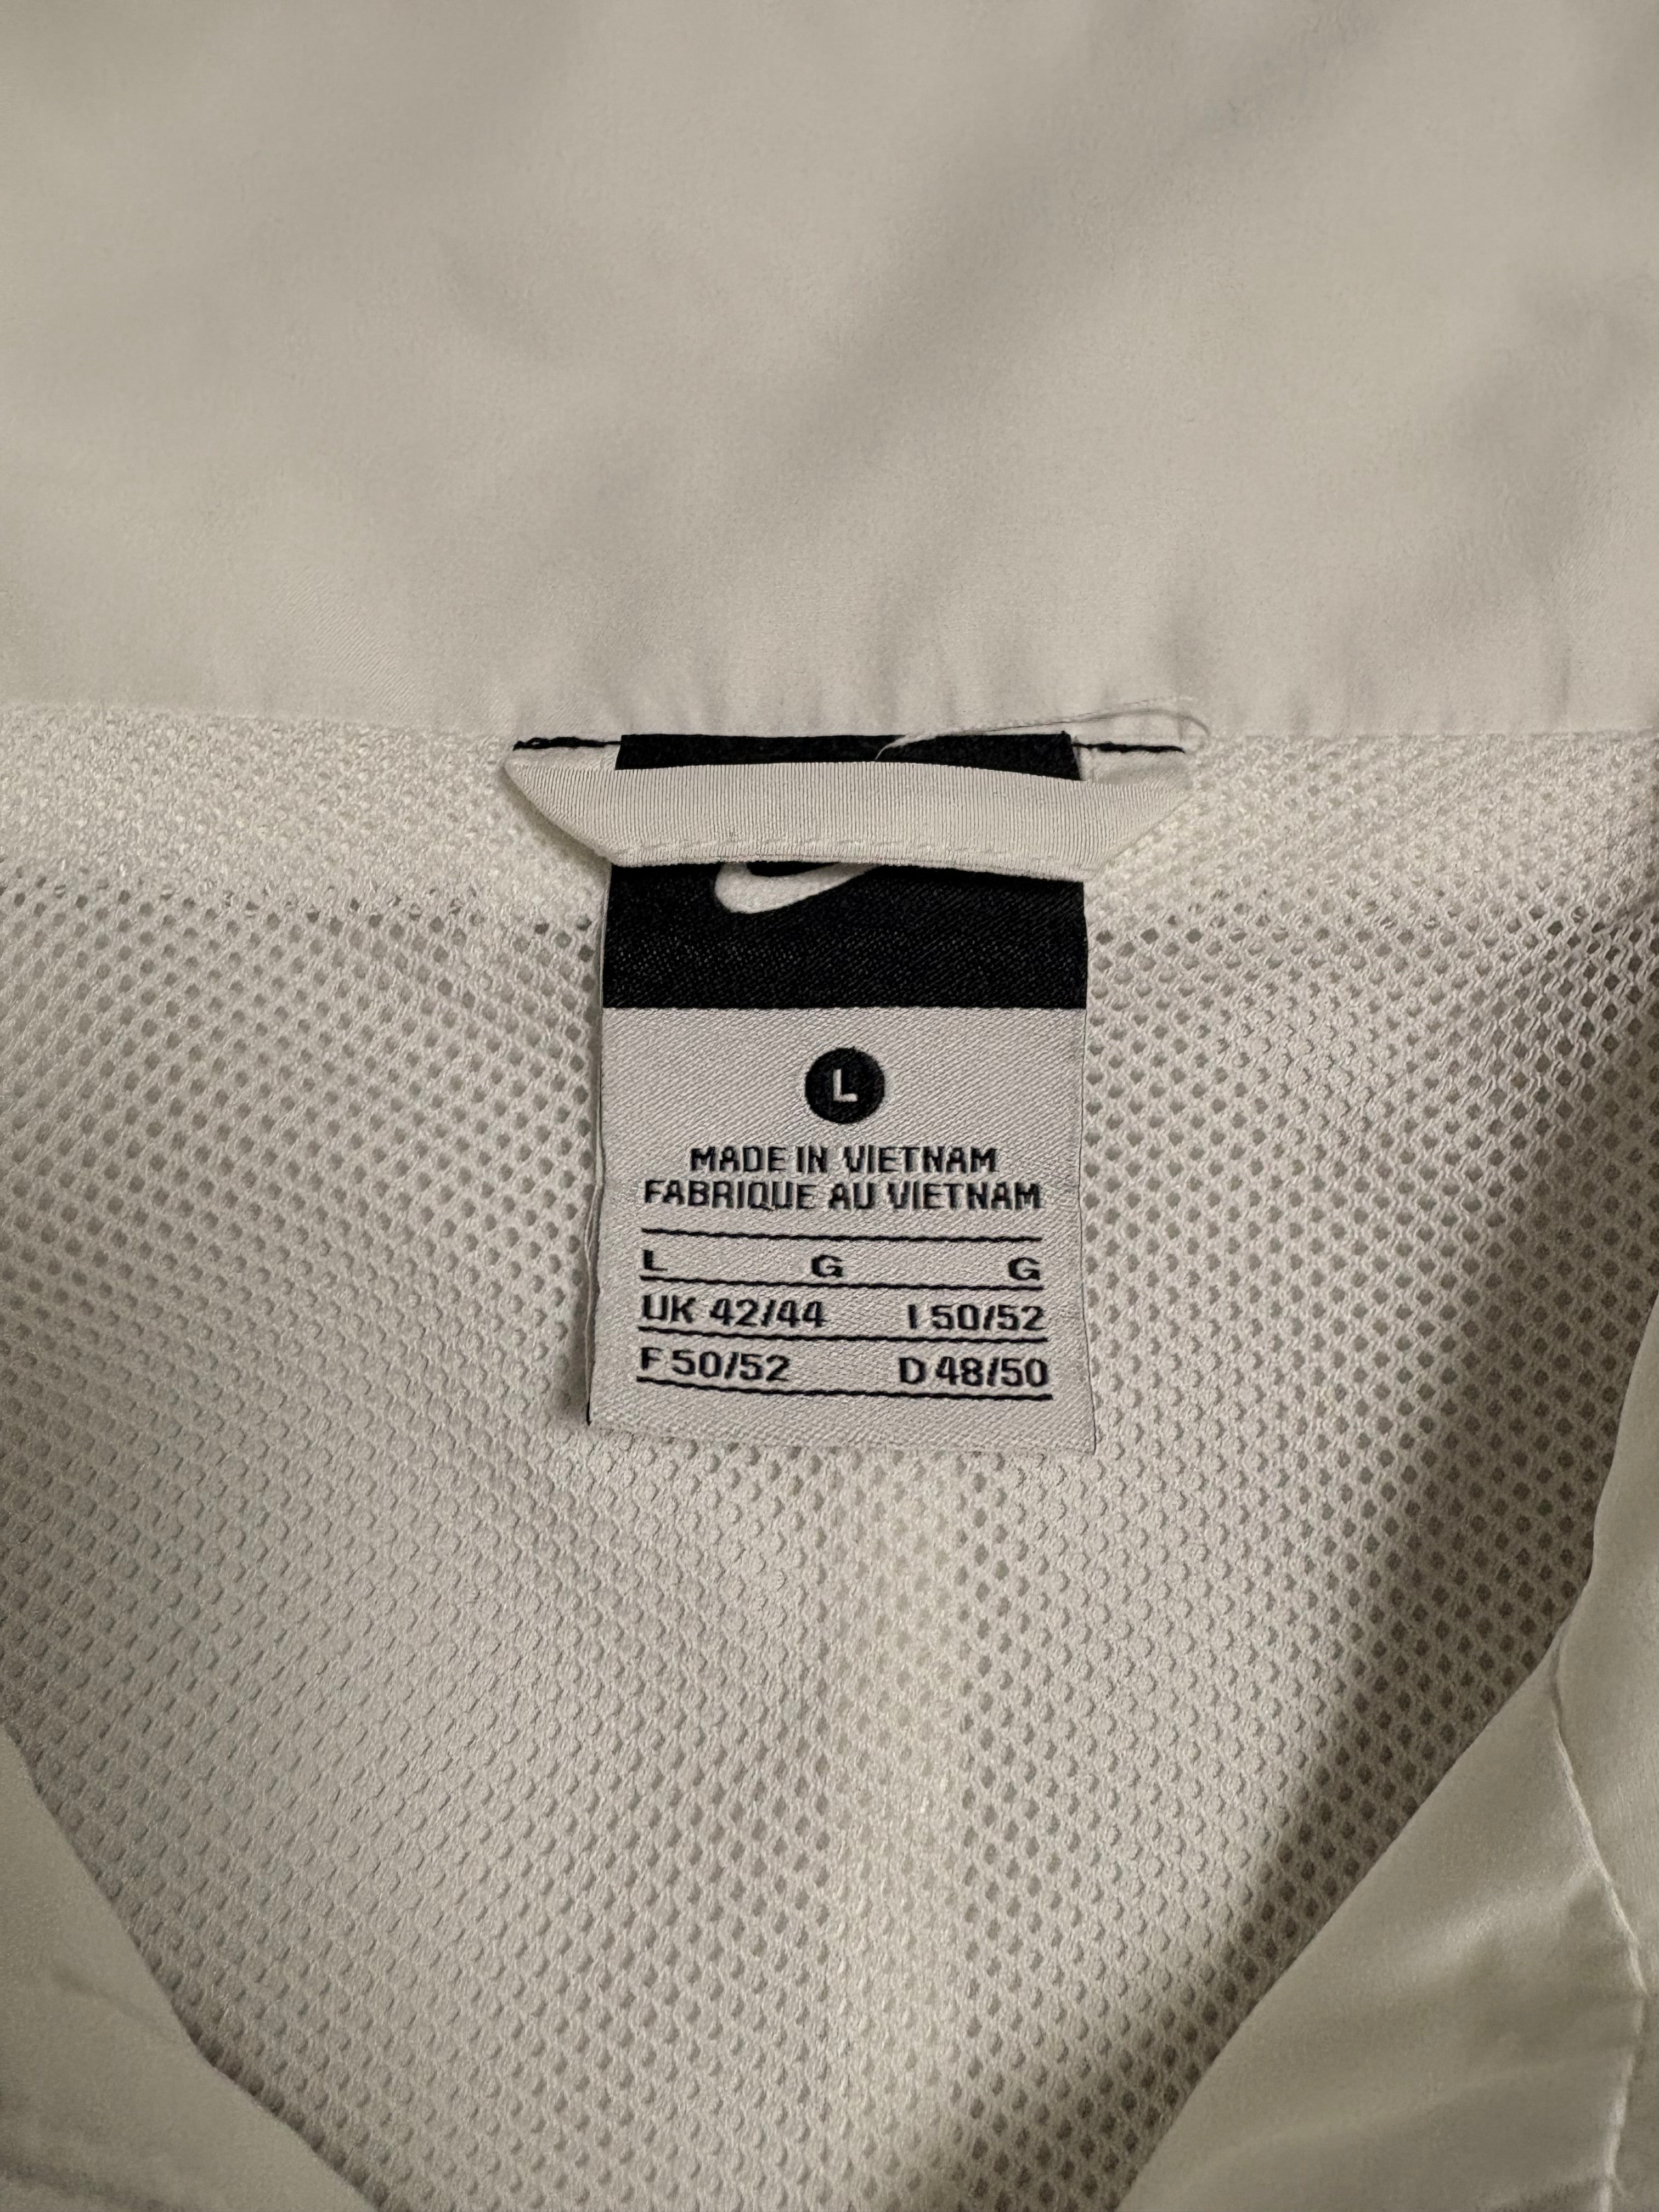 L
MADE IN VIETNAM
FABRIQUE AU VIETNAM
L G G
UK 42/44 I 50/52
F 50/52 D 48/50